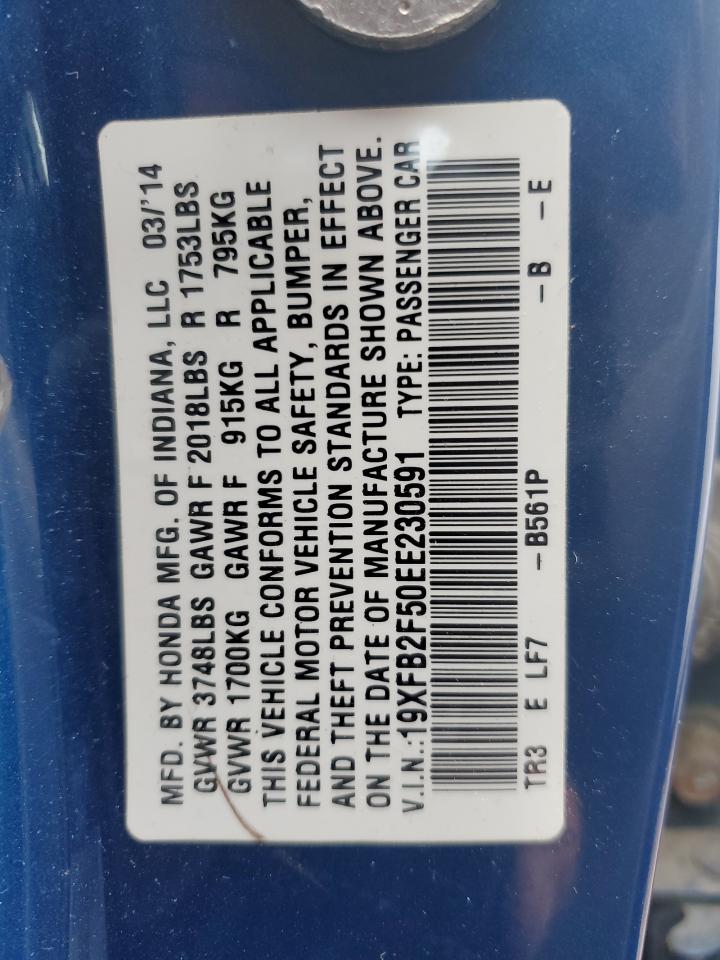 MFD. BY HONDA MFG. OF INDIANA, LLC 03/'14
GVWR 3748LBS GAWR F 2018LBS R 1753LBS
GVWR 1700KG GAWR F 915KG R 795KG
THIS VEHICLE CONFORMS TO ALL APPLICABLE
FEDERAL MOTOR VEHICLE SAFETY, BUMPER,
AND THEFT PREVENTION STANDARDS IN EFFECT
ON THE DATE OF MANUFACTURE SHOWN ABOVE.
V.I.N.:19XFB2F50EE230591 TYPE: PASSENGER CAR
TR3 E LF7 -B561P -B -E